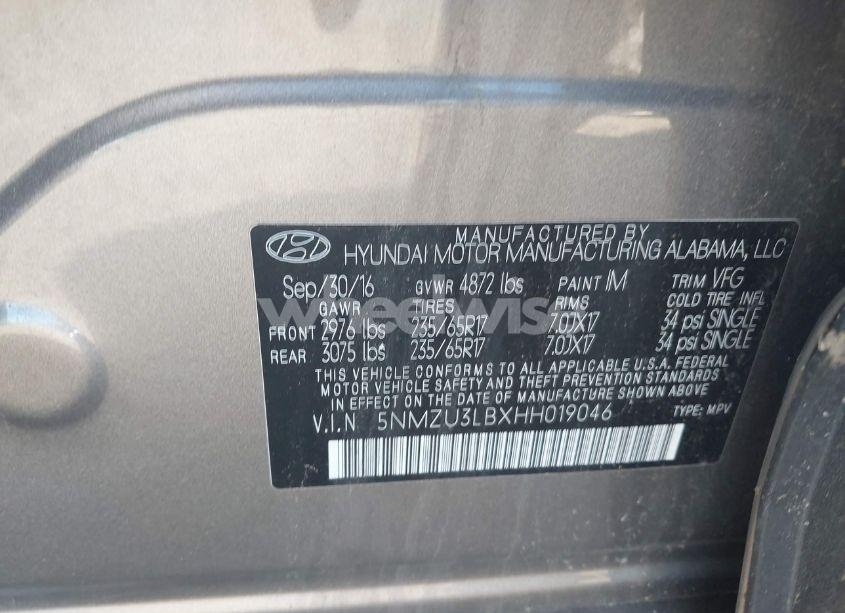 MANUFACTURED BY
HYUNDAI MOTOR MANUFACTURING ALABAMA, LLC
Sep/30/16 GVWR 4872 lbs PAINT IM TRIM VFG
GAWR TIRES RIMS COLD TIRE INFL
FRONT 2976 lbs 235/65R17 7.0JX17 34 psi SINGLE
REAR 3075 lbs 235/65R17 7.0JX17 34 psi SINGLE
THIS VEHICLE CONFORMS TO ALL APPLICABLE U.S.A. FEDERAL
MOTOR VEHICLE SAFETY AND THEFT PREVENTION STANDARDS
IN EFFECT ON THE DATE OF MANUFACTURE SHOWN ABOVE.
V.I.N 5NMZU3LBXHH019046 TYPE: MPV